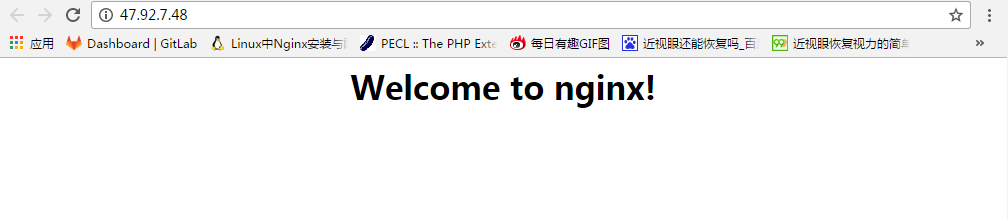 47.92.7.48
应用 Dashboard | GitLab Linux中Nginx安装与 PECL :: The PHP Exte 每日有趣GIF图 近视眼还能恢复吗_百 近视眼恢复视力的简单 »
Welcome to nginx!